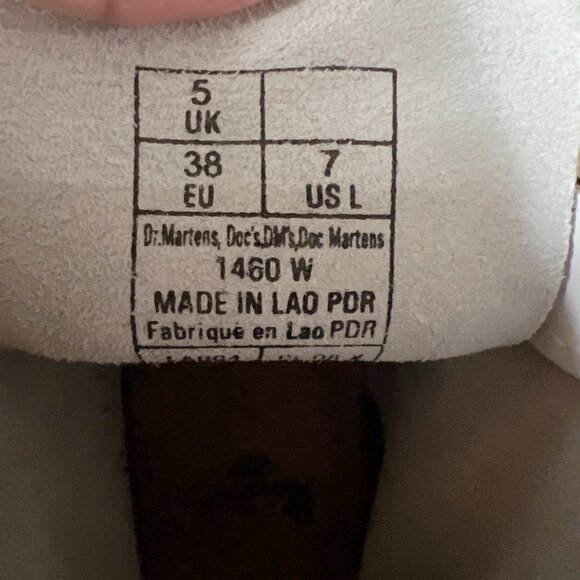 5
UK
38
EU
7
US L
Dr.Martens, Doc's,DM's,Doc Martens
1460 W
MADE IN LAO PDR
Fabriqué en Lao PDR